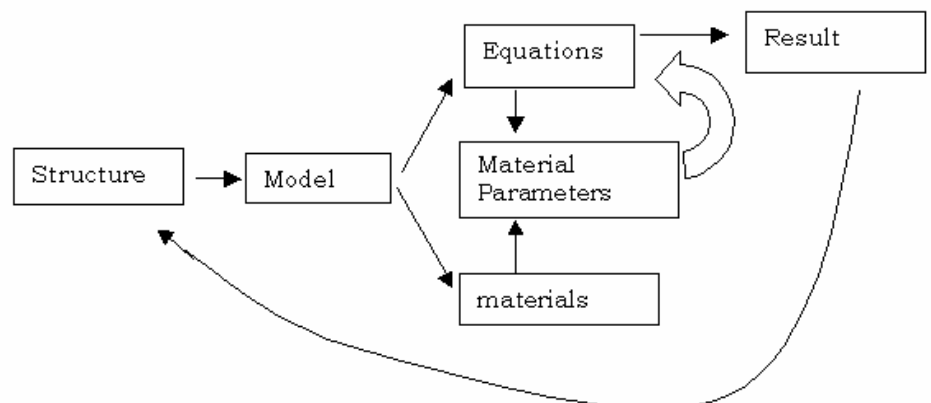 Structure
Model
Equations
Material
Parameters
materials
Result